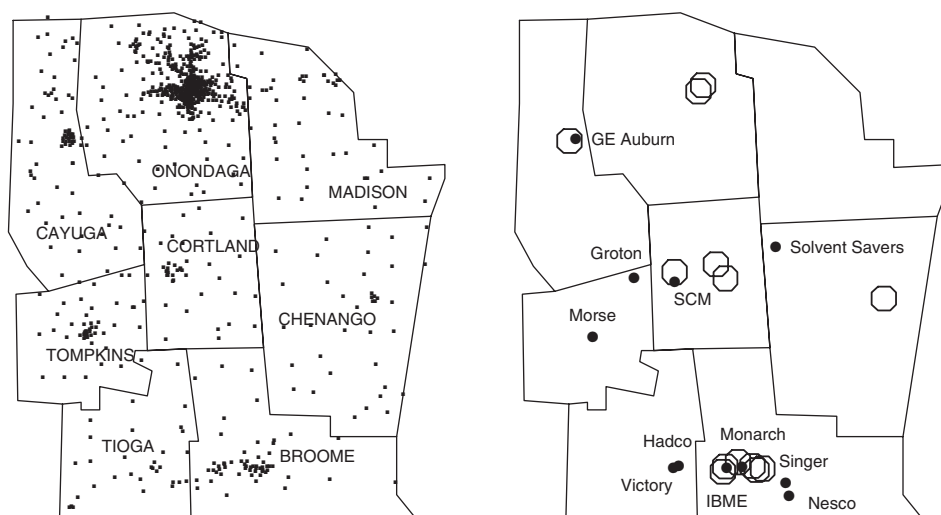 ONONDAGA
MADISON
CAYUGA
CORTLAND
CHENANGO
TOMPKINS
TIOGA
BROOME
GE Auburn
Groton
Solvent Savers
SCM
Morse
Hadco
Monarch
Singer
Victory
IBME
Nesco